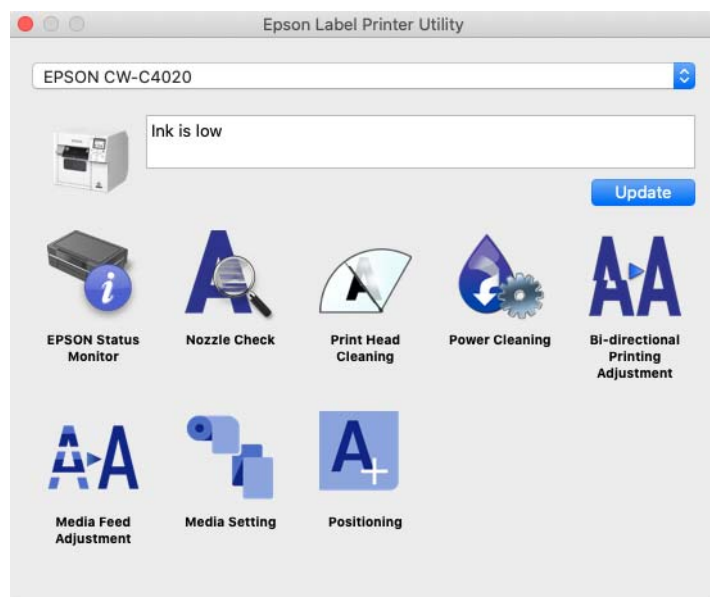 Epson Label Printer Utility
EPSON CW-C4020
Ink is low
Update
EPSON Status
Monitor
Nozzle Check
Print Head
Cleaning
Power Cleaning
Bi-directional
Printing
Adjustment
Media Feed
Adjustment
Media Setting
Positioning